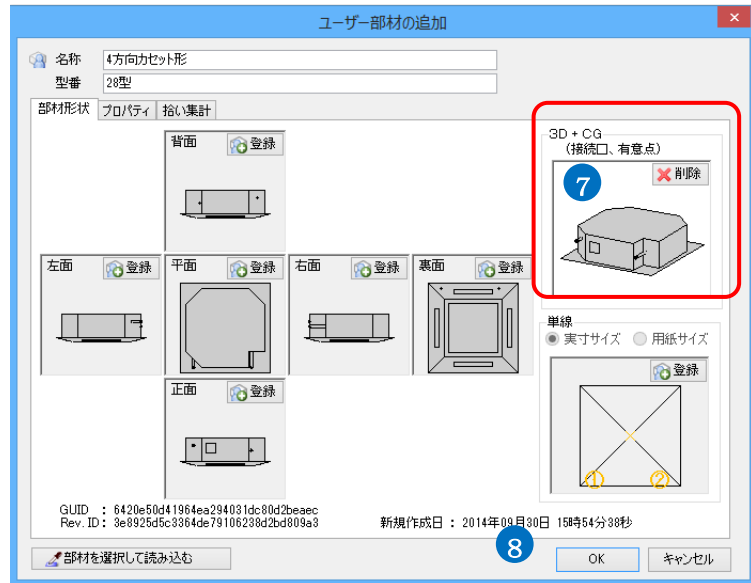 ユーザー部材の追加
名称 4方向カセット形
型番 28型
部材形状 プロパティ 拾い集計
背面 登録
3D + CG
(接続口、有意点)
7
削除
左面 登録 平面 登録 右面 登録 裏面 登録
単線
実寸サイズ 用紙サイズ
登録
正面 登録
① ②
GUID : 6420e50d41964ea294031dc80d2beaec
Rev. ID : 3e8925d5c3364de79106238d2bd809a3
新規作成日 : 2014年09月30日 15時54分38秒
8
部材を選択して読み込む OK キャンセル